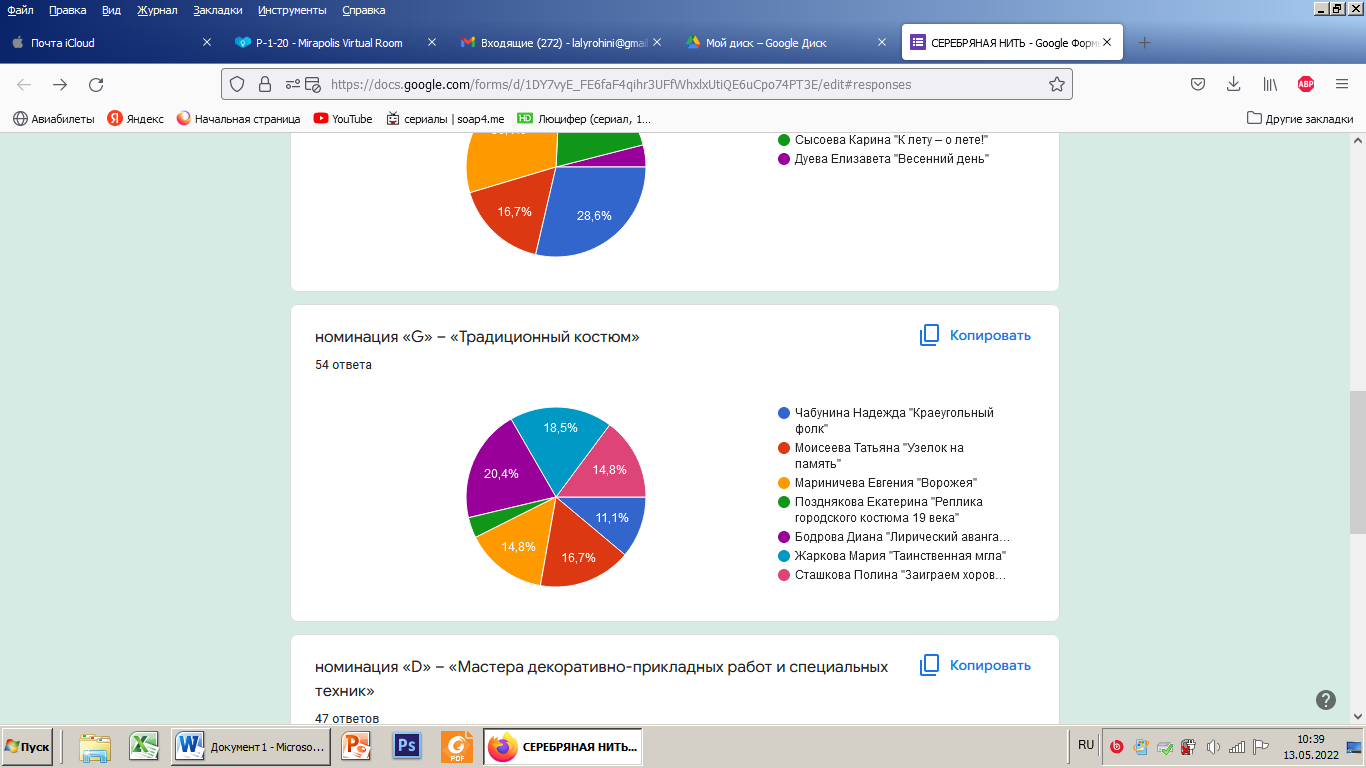 Файл Правка Вид Журнал Закладки Инструменты Справка
Почта iCloud
P-1-20 - Mirapolis Virtual Room
Входящие (272) - lalyrohini@gmai
Мой диск – Google Диск
СЕРЕБРЯНАЯ НИТЬ - Google Форм
https://docs.google.com/forms/d/1DY7vyE_FE6faF4qihr3UFfWhxlxUtiQE6uCpo74PT3E/edit#responses
ABP
Авиабилеты Яндекс Начальная страница YouTube сериалы | soap4.me Люцифер (сериал, 1... Другие закладки
Сысоева Карина "К лету – о лете!"
Дуева Елизавета "Весенний день"
16,7%
28,6%
номинация «G» – «Традиционный костюм»
Копировать
54 ответа
18,5%
20,4%
14,8%
11,1%
14,8%
16,7%
Чабунина Надежда "Краеугольный
фолк"
Моисеева Татьяна "Узелок на
память"
Мариничева Евгения "Ворожея"
Позднякова Екатерина "Реплика
городского костюма 19 века"
Бодрова Диана "Лирический аванга...
Жаркова Мария "Таинственная мгла"
Сташкова Полина "Заиграем хоров...
номинация «D» – «Мастера декоративно-прикладных работ и специальных
техник»
Копировать
47 ответов
Пуск
Документ1 - Microso...
Ps
PDF
СЕРЕБРЯНАЯ НИТЬ...
RU
10:39
13.05.2022